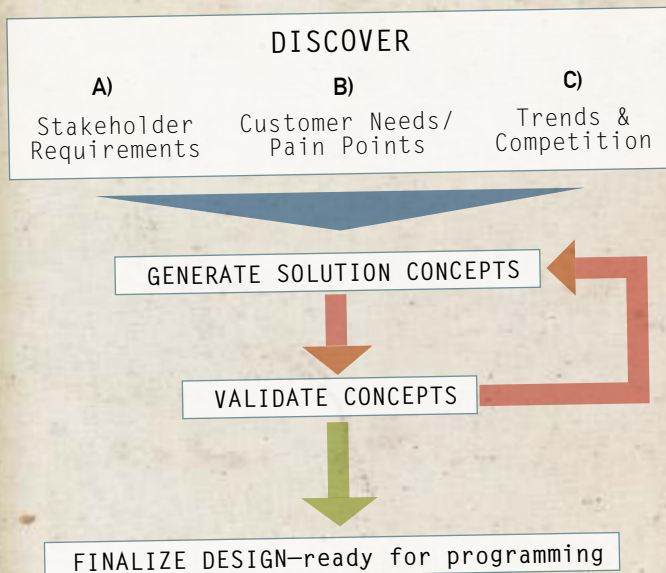 DISCOVER
A)
Stakeholder
Requirements
B)
Customer Needs/
Pain Points
C)
Trends &
Competition
GENERATE SOLUTION CONCEPTS
VALIDATE CONCEPTS
FINALIZE DESIGN—ready for programming